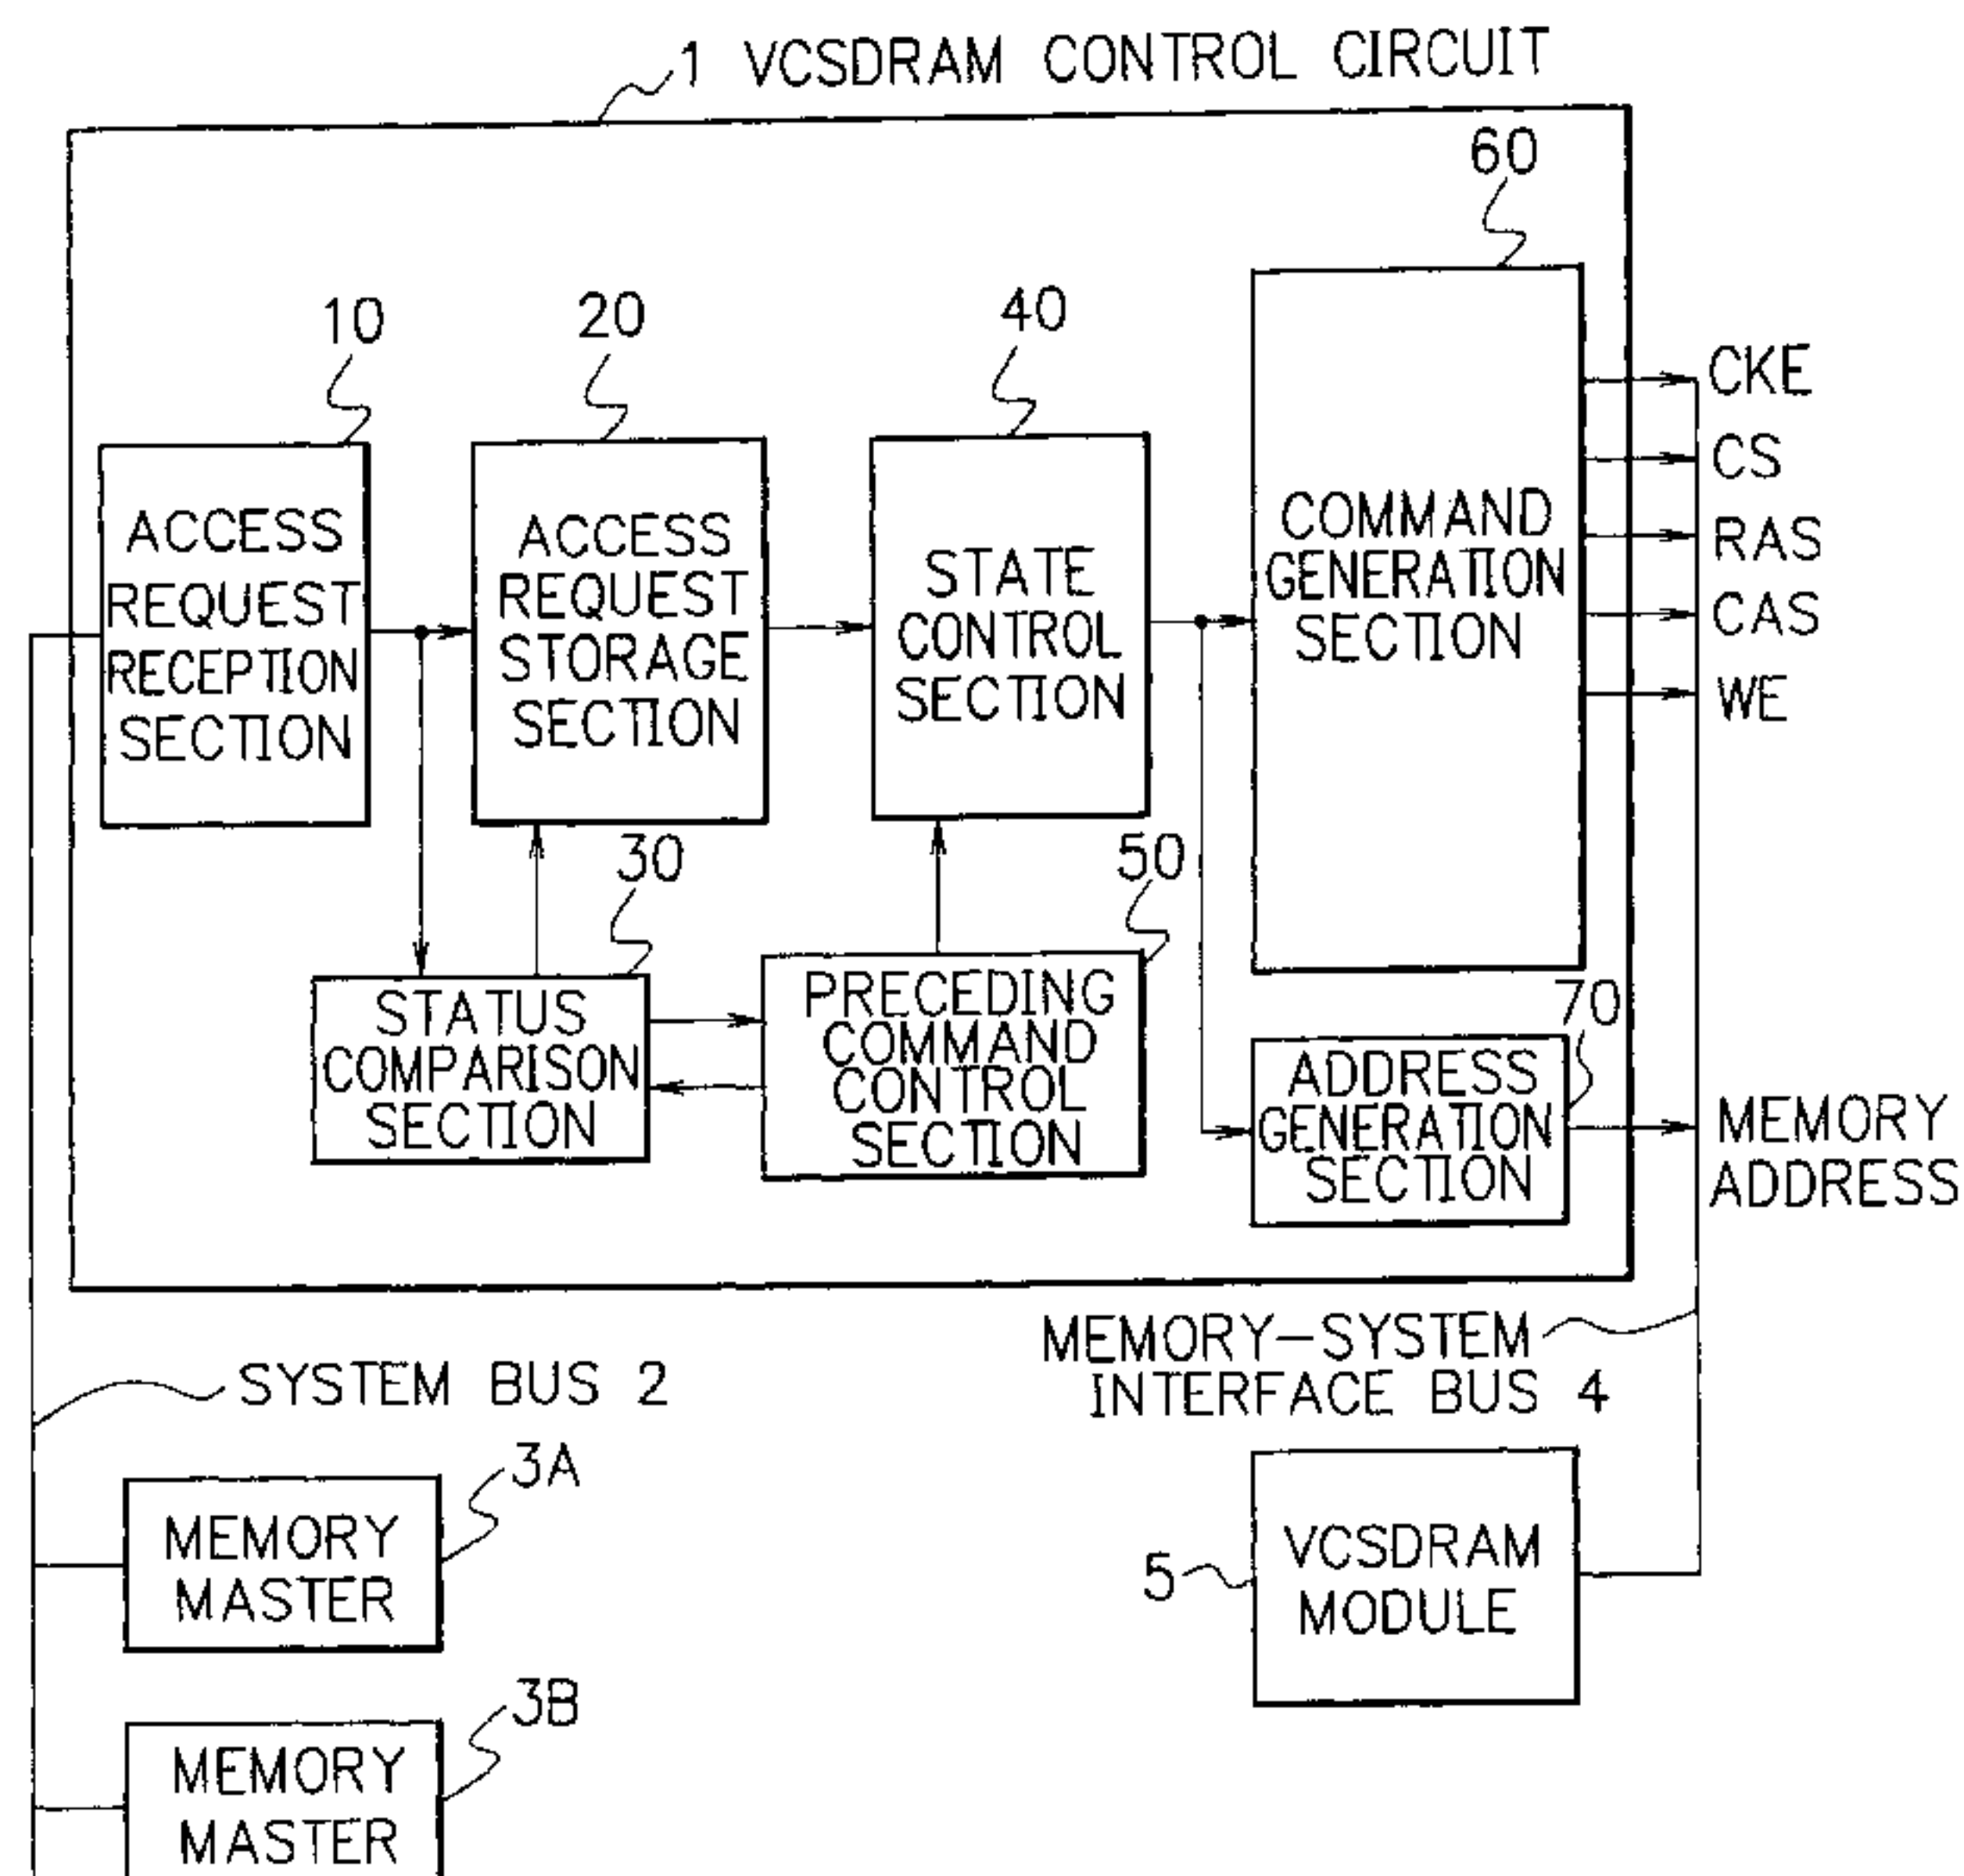 1 VCSDRAM CONTROL CIRCUIT
60
10
20
40
CKE
CS
RAS
CAS
WE
ACCESS
REQUEST
RECEPTION
SECTION
ACCESS
REQUEST
STORAGE
SECTION
STATE
CONTROL
SECTION
COMMAND
GENERATION
SECTION
30
50
STATUS
COMPARISON
SECTION
PRECEDING
COMMAND
CONTROL
SECTION
70
ADDRESS
GENERATION
SECTION
MEMORY
ADDRESS
MEMORY-SYSTEM
INTERFACE BUS 4
SYSTEM BUS 2
3A
MEMORY
MASTER
5
VCSDRAM
MODULE
3B
MEMORY
MASTER